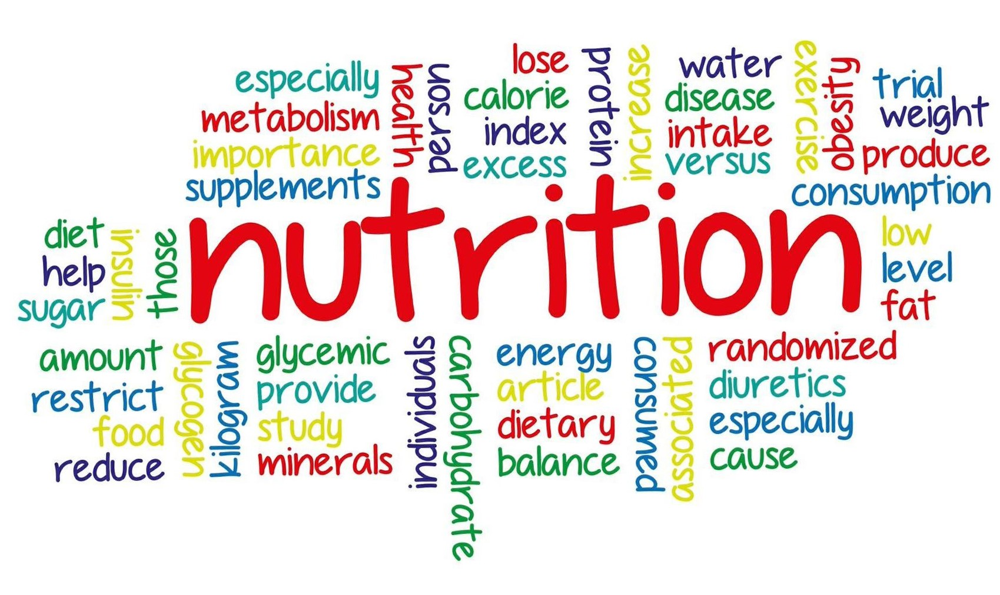 especially
metabolism
importance
supplements
health
person
lose
calorie
index
excess
protein
increase
water
disease
intake
versus
exercise
obesity
trial
weight
produce
consumption
diet
help
sugar
insulin
those
nutrition
low
level
fat
amount
restrict
food
reduce
glycogen
kilogram
glycemic
provide
study
minerals
individuals
carbohydrate
energy
article
dietary
balance
consumed
associated
randomized
diuretics
especially
cause